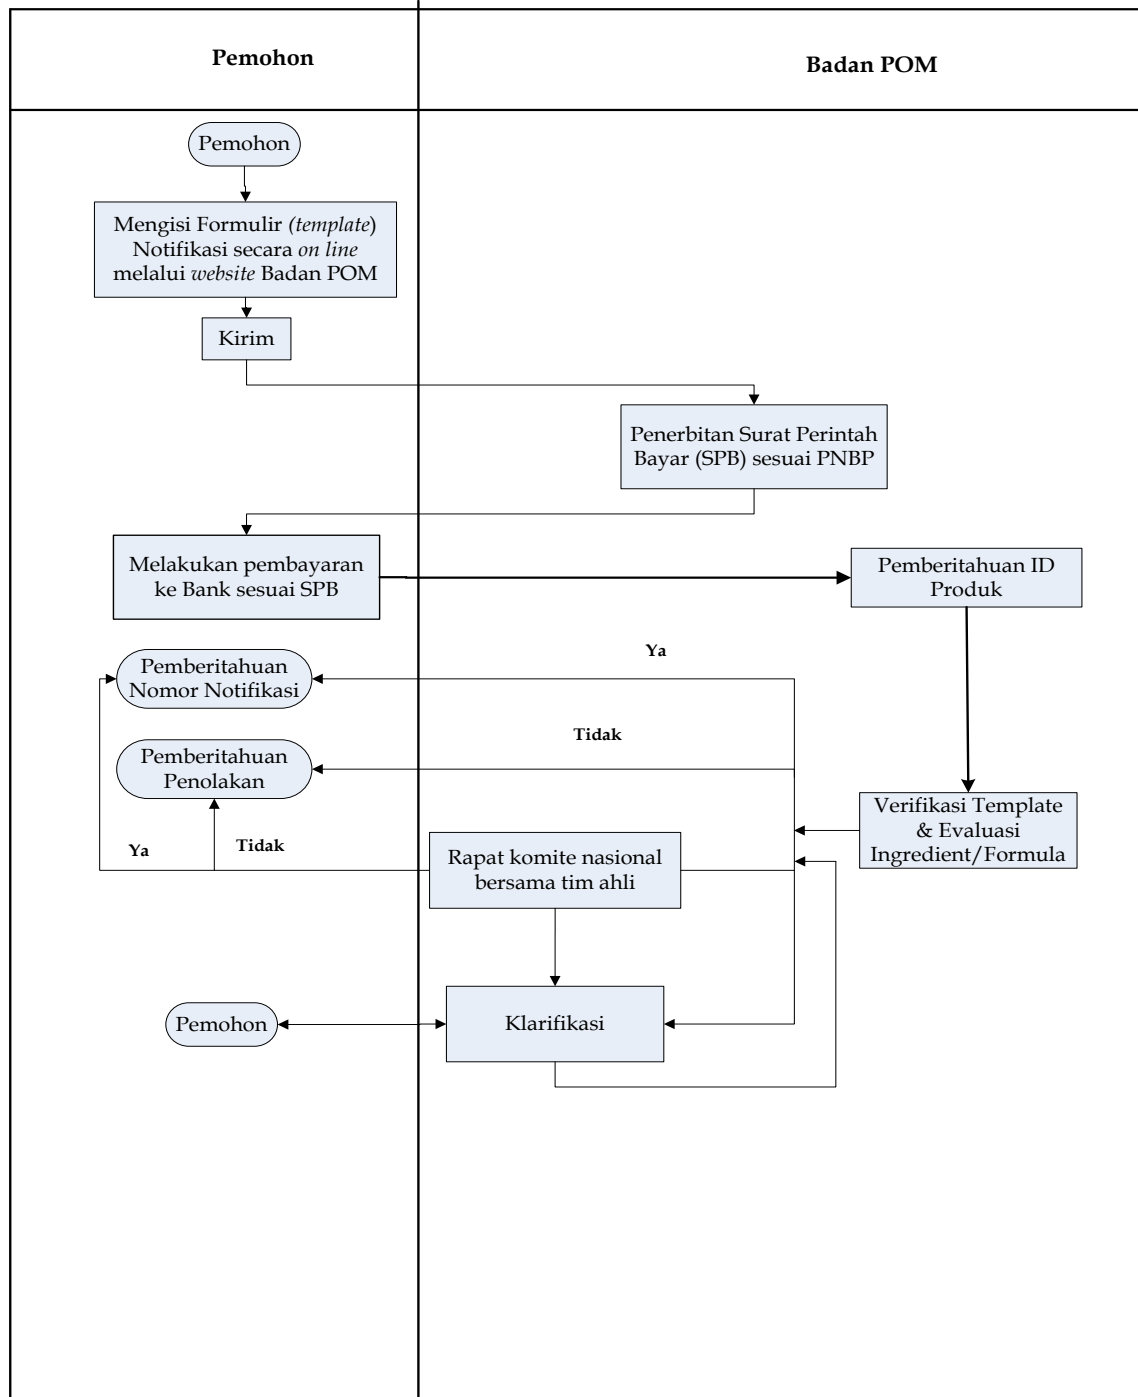 Pemohon
Badan POM
Pemohon
Mengisi Formulir (template)
Notifikasi secara on line
melalui website Badan POM
Kirim
Penerbitan Surat Perintah
Bayar (SPB) sesuai PNBP
Melakukan pembayaran
ke Bank sesuai SPB
Pemberitahuan ID
Produk
Ya
Pemberitahuan
Nomor Notifikasi
Tidak
Pemberitahuan
Penolakan
Verifikasi Template
& Evaluasi
Ingredient/Formula
Ya
Tidak
Rapat komite nasional
bersama tim ahli
Pemohon
Klarifikasi